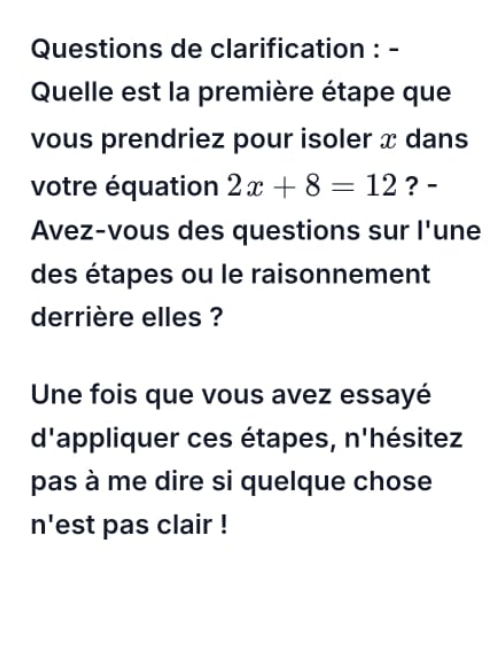 Questions de clarification : -
Quelle est la première étape que
vous prendriez pour isoler x dans
votre équation 2x + 8 = 12 ? -
Avez-vous des questions sur l'une
des étapes ou le raisonnement
derrière elles ?
Une fois que vous avez essayé
d'appliquer ces étapes, n'hésitez
pas à me dire si quelque chose
n'est pas clair !